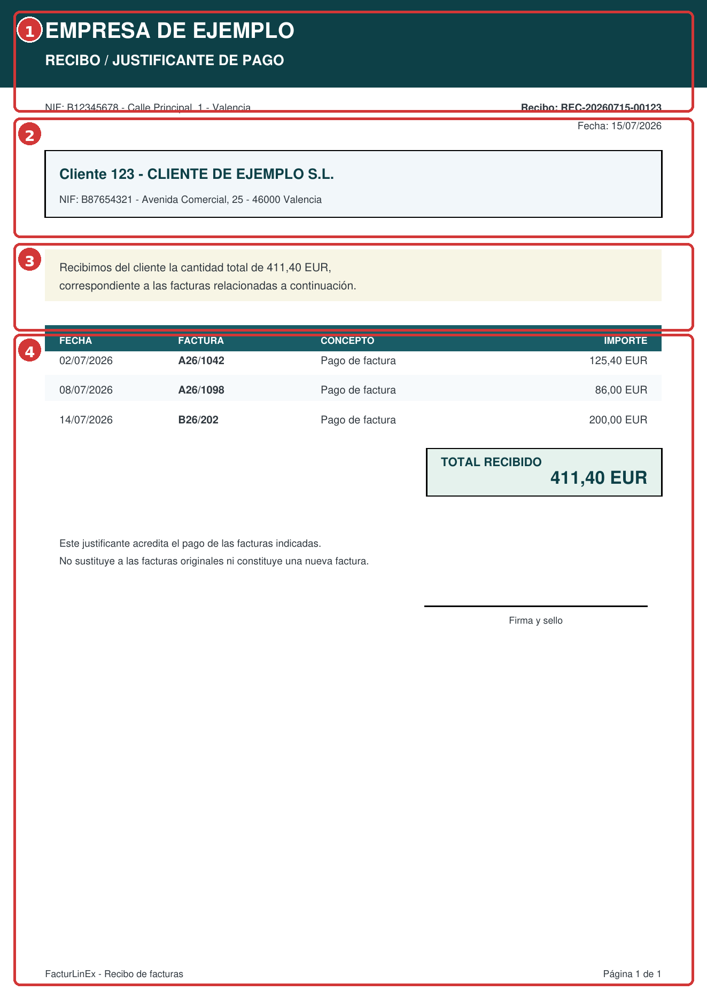 1
EMPRESA DE EJEMPLO
RECIBO / JUSTIFICANTE DE PAGO
NIF: B12345678 - Calle Principal, 1 - Valencia
Recibo: REC-20260715-00123
2
Fecha: 15/07/2026
Cliente 123 - CLIENTE DE EJEMPLO S.L.
NIF: B87654321 - Avenida Comercial, 25 - 46000 Valencia
3
Recibimos del cliente la cantidad total de 411,40 EUR,
correspondiente a las facturas relacionadas a continuación.
4
FECHA FACTURA CONCEPTO IMPORTE
02/07/2026 A26/1042 Pago de factura 125,40 EUR
08/07/2026 A26/1098 Pago de factura 86,00 EUR
14/07/2026 B26/202 Pago de factura 200,00 EUR
TOTAL RECIBIDO
411,40 EUR
Este justificante acredita el pago de las facturas indicadas.
No sustituye a las facturas originales ni constituye una nueva factura.
Firma y sello
FacturLinEx - Recibo de facturas
Página 1 de 1